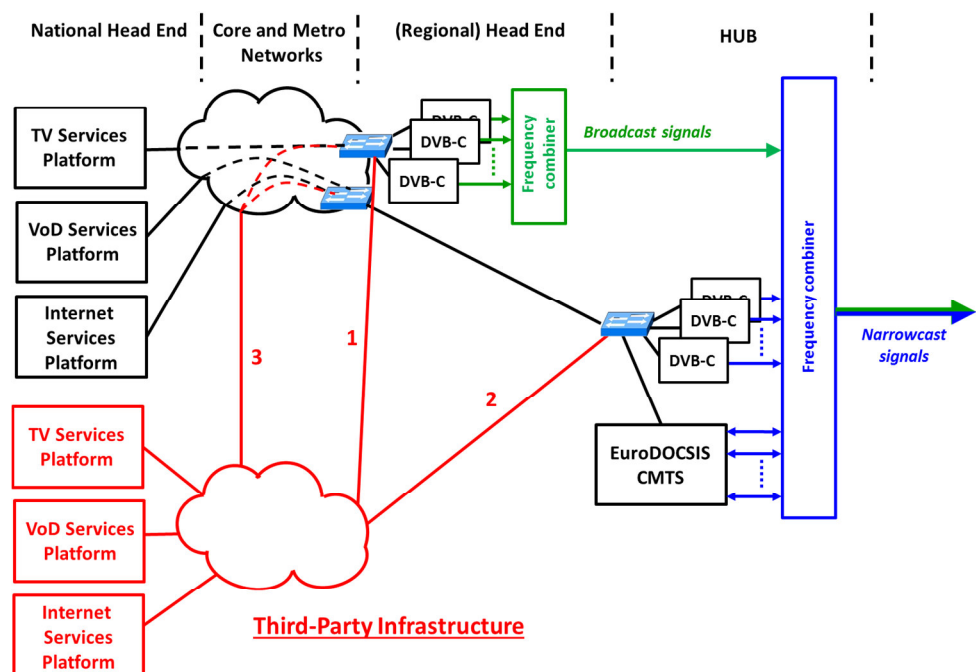 National Head End
Core and Metro
Networks
(Regional) Head End
HUB
TV Services
Platform
VoD Services
Platform
Internet
Services
Platform
DVB-C
DVB-C
DVB-C
Frequency
combiner
Broadcast signals
DVB-C
DVB-C
DVB-C
EuroDOCSIS
CMTS
Frequency combiner
Narrowcast
signals
3
1
2
TV Services
Platform
VoD Services
Platform
Internet
Services
Platform
Third-Party Infrastructure